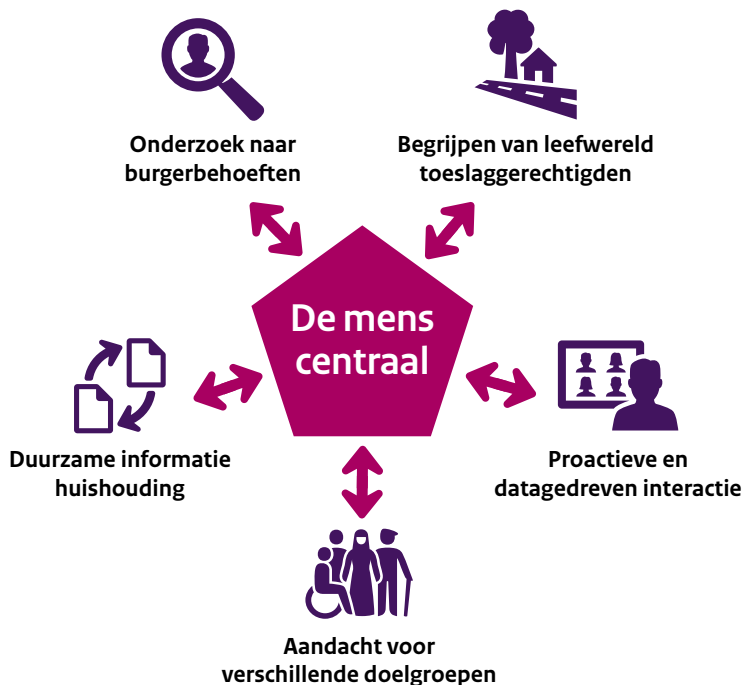 Onderzoek naar
burgerbehoeften
Begrijpen van leefwereld
toeslaggerechtigden
De mens
centraal
Duurzame informatie
huishouding
Proactieve en
datagedreven interactie
Aandacht voor
verschillende doelgroepen